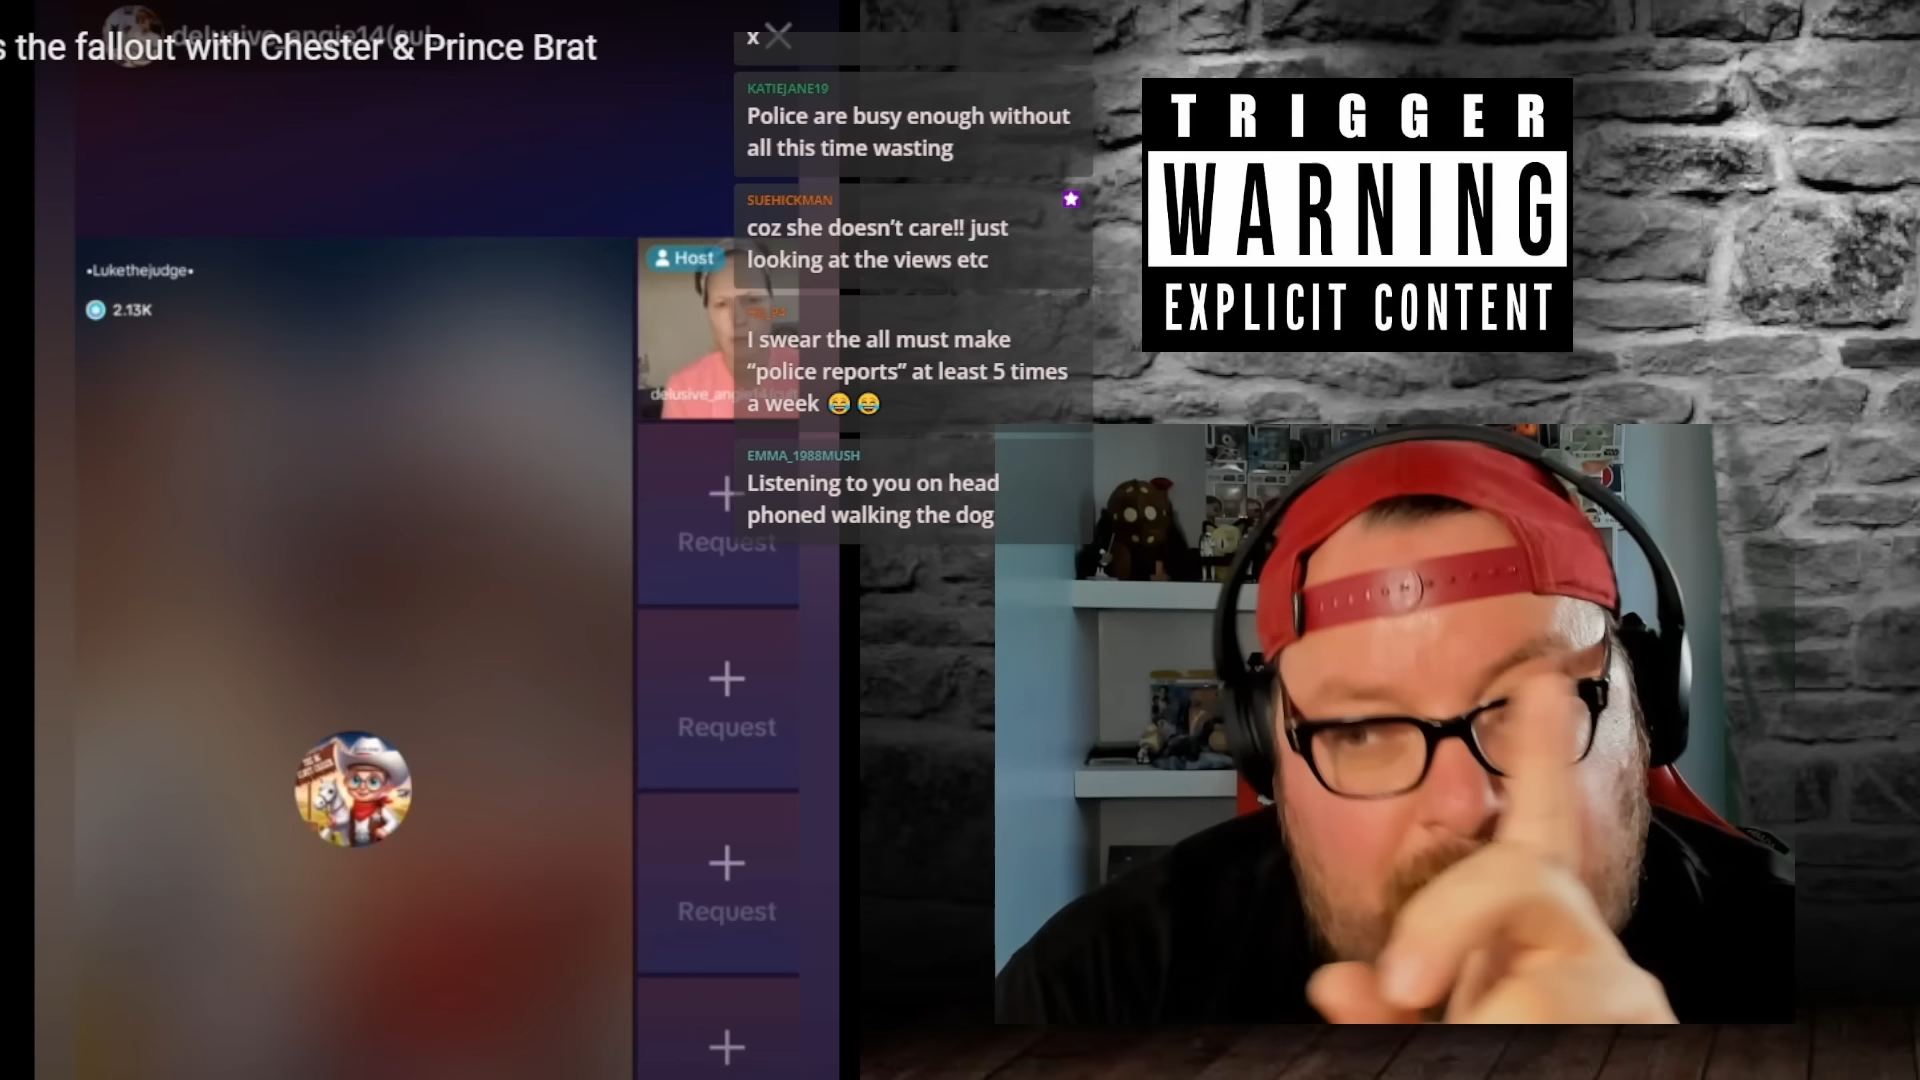 s the fallout with Chester & Prince Brat
x
KATIEJANE19
Police are busy enough without
all this time wasting
SUEHICKMAN
coz she doesn't care!! just
looking at the views etc
I swear the all must make
“police reports” at least 5 times
a week 😂 😂
EMMA_1988MUSH
Listening to you on head
phoned walking the dog
•Lukethejudge•
2.13K
Host
Request
Request
Request
TRIGGER
WARNING
EXPLICIT CONTENT